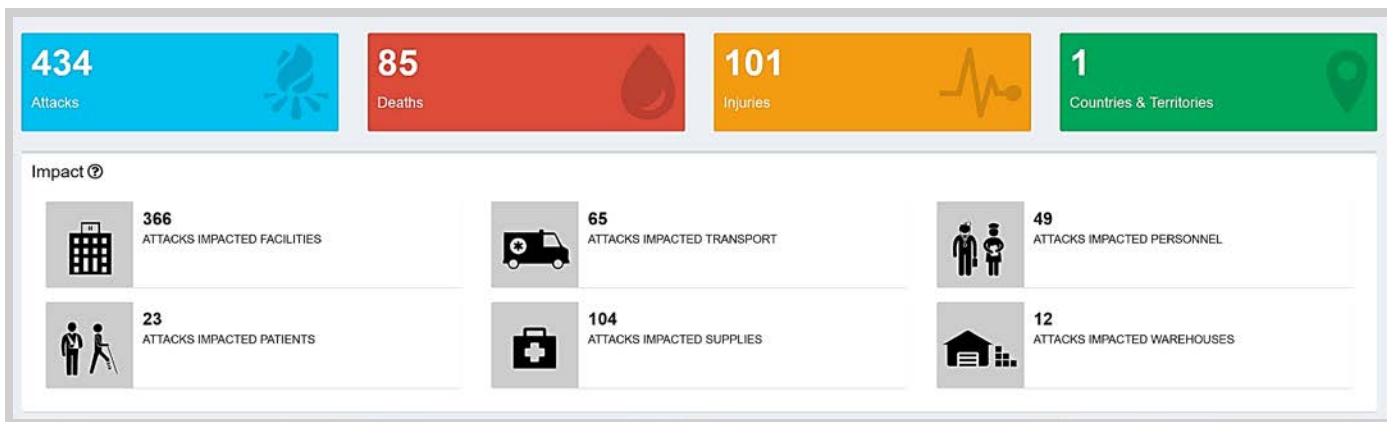 434
Attacks
85
Deaths
101
Injuries
1
Countries & Territories
Impact
366
ATTACKS IMPACTED FACILITIES
65
ATTACKS IMPACTED TRANSPORT
49
ATTACKS IMPACTED PERSONNEL
23
ATTACKS IMPACTED PATIENTS
104
ATTACKS IMPACTED SUPPLIES
12
ATTACKS IMPACTED WAREHOUSES
H